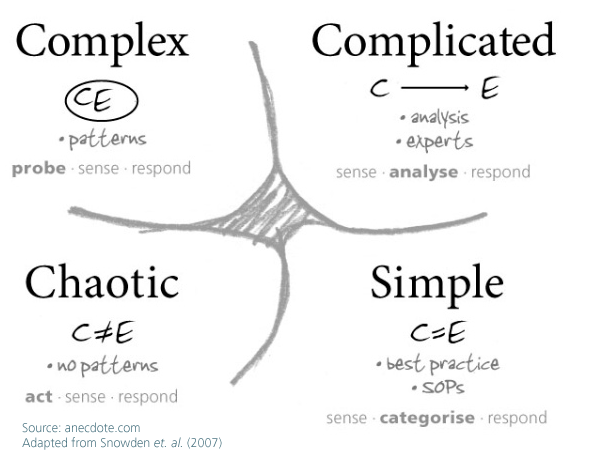 Complex
CE
• patterns
probe · sense · respond
Complicated
C → E
• analysis
• experts
sense · analyse · respond
Chaotic
C≠E
• no patterns
act · sense · respond
Simple
C=E
• best practice
• SOPs
sense · categorise · respond
Source: anecdote.com
Adapted from Snowden et. al. (2007)